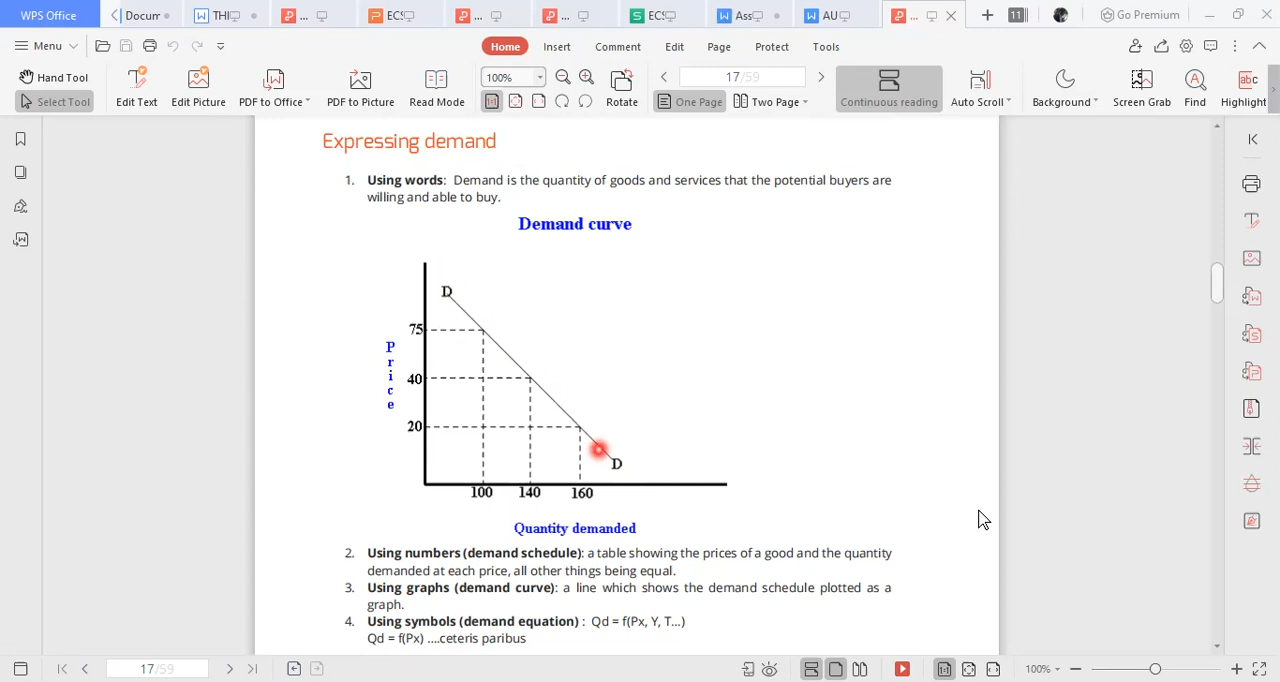 WPS Office
Docum
THI
ECS
...
...
ECS
Ass
AU
...
11
Go Premium
Menu
Home
Insert
Comment
Edit
Page
Protect
Tools
Hand Tool
Select Tool
Edit Text
Edit Picture
PDF to Office
PDF to Picture
Read Mode
100%
Rotate
17/59
One Page
Two Page
Continuous reading
Auto Scroll
Background
Screen Grab
Find
abc
Highlight
Expressing demand
1. Using words: Demand is the quantity of goods and services that the potential buyers are
willing and able to buy.
Demand curve
D
75
40
20
Price
D
100 140 160
Quantity demanded
2. Using numbers (demand schedule): a table showing the prices of a good and the quantity
demanded at each price, all other things being equal.
3. Using graphs (demand curve): a line which shows the demand schedule plotted as a
graph.
4. Using symbols (demand equation) : Qd = f(Px, Y, T...)
Qd = f(Px) ....ceteris paribus
17/59
1:1
100%